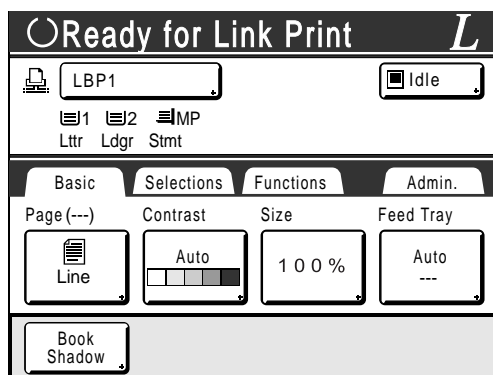 Ready for Link Print L
LBP1 Idle
1 2 MP
Lttr Ldgr Stmt
Basic Selections Functions Admin.
Page(---) Contrast Size Feed Tray
Line Auto 100% Auto
---
Book
Shadow